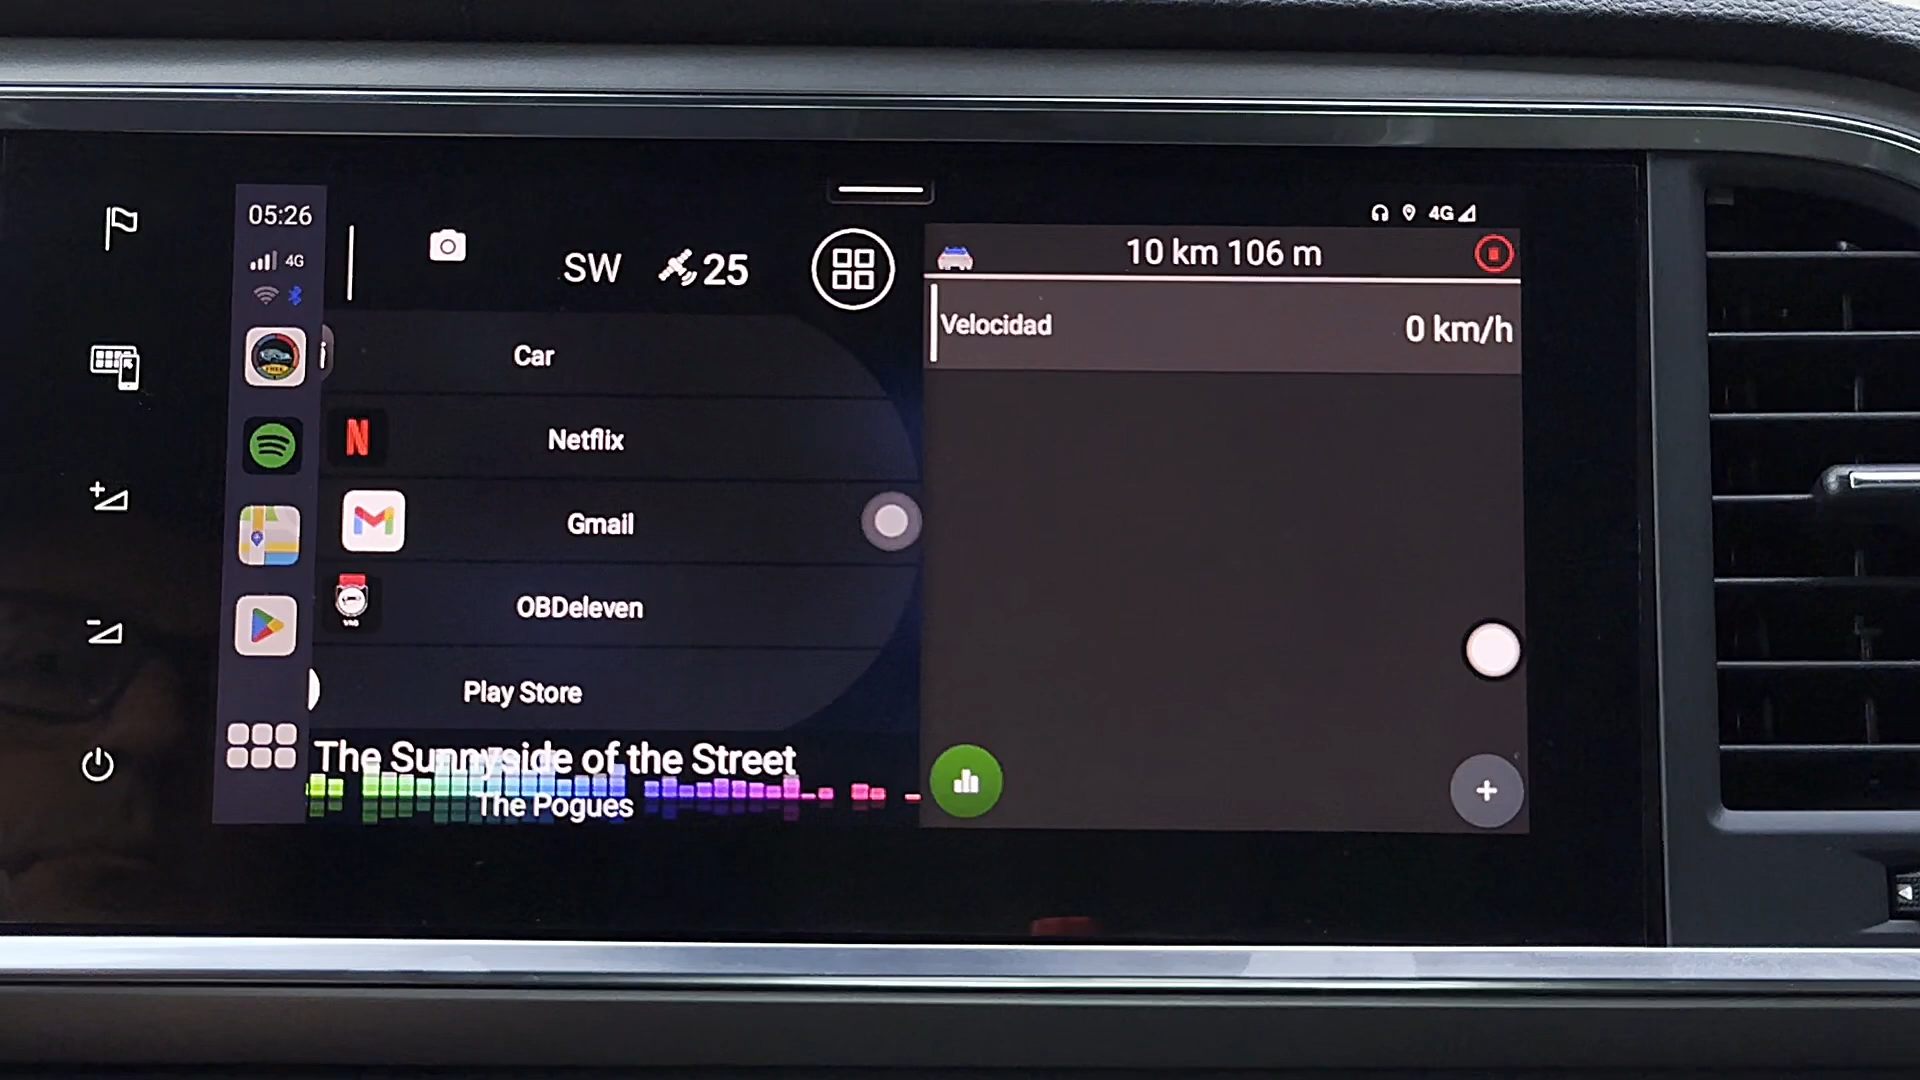 05:26
4G
SW
25
4G
10 km 106 m
Velocidad
0 km/h
i
Car
Netflix
Gmail
OBDeleven
Play Store
The Sunnyside of the Street
The Pogues